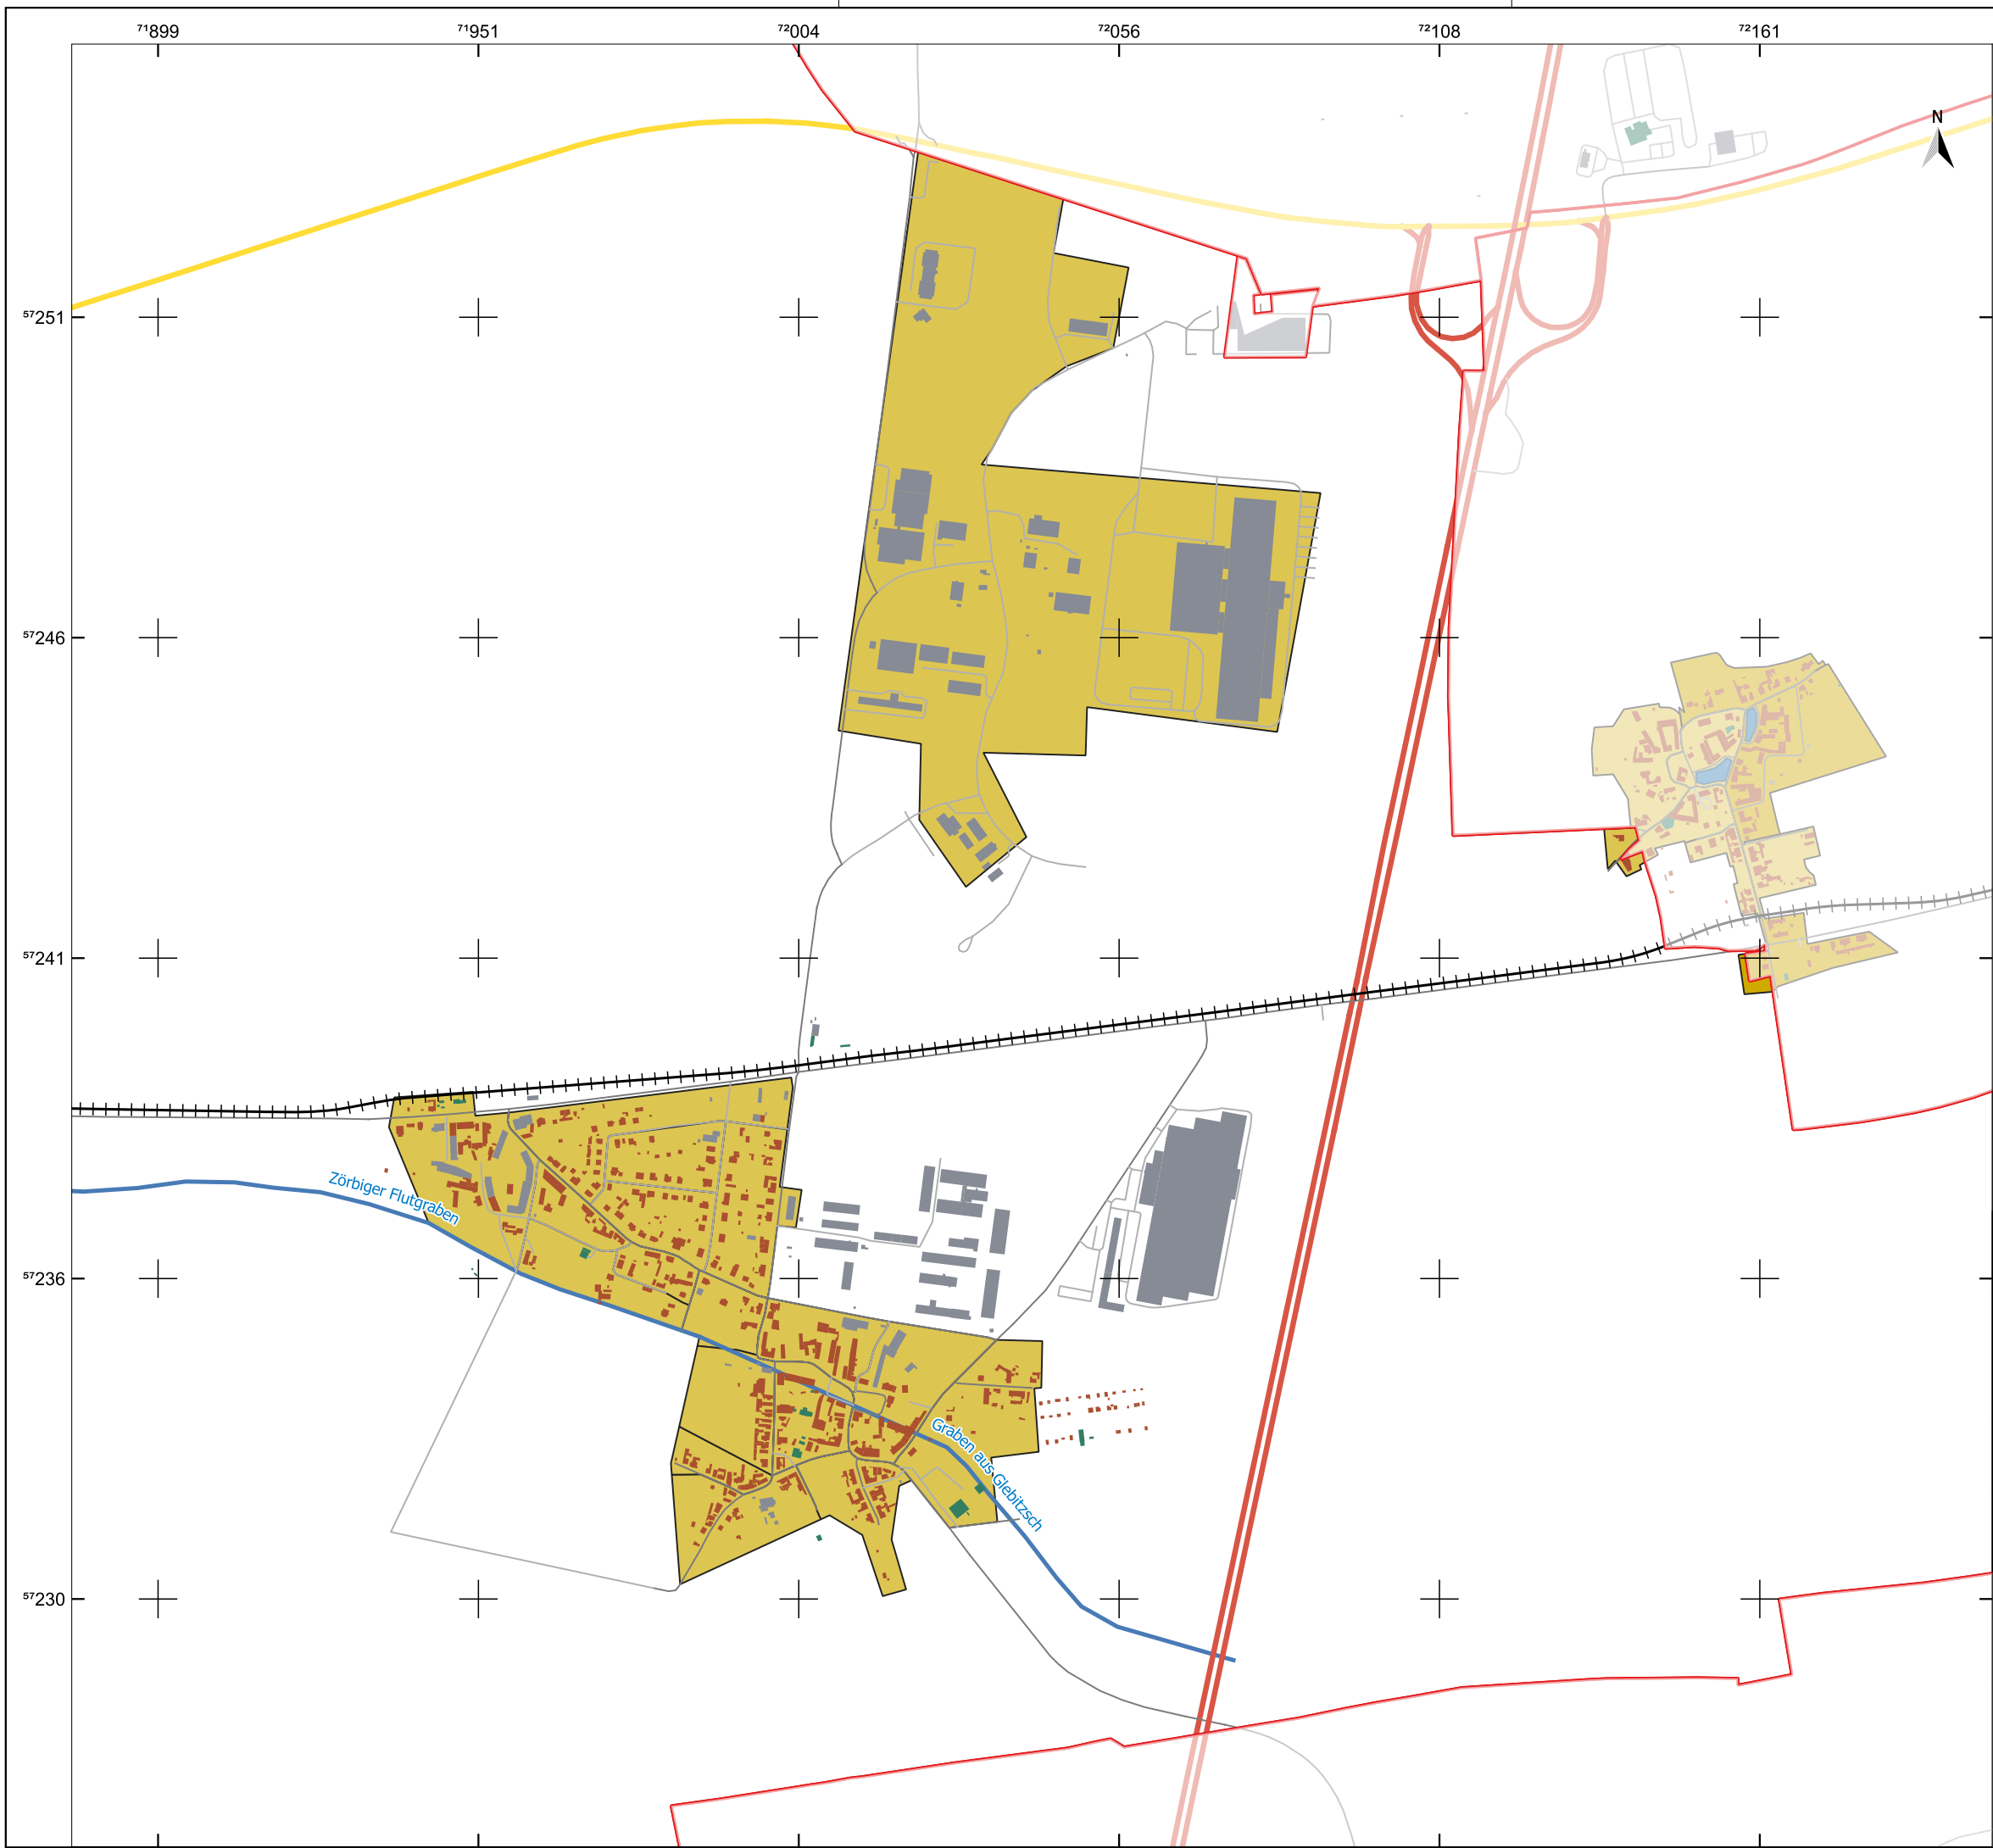 ⁷¹899 ⁷¹951 ⁷²004 ⁷²056 ⁷²108 ⁷²161
N
⁵⁷251
⁵⁷246
⁵⁷241
Zörbiger Flutgraben
⁵⁷236
Graben aus Glebitzsch
⁵⁷230